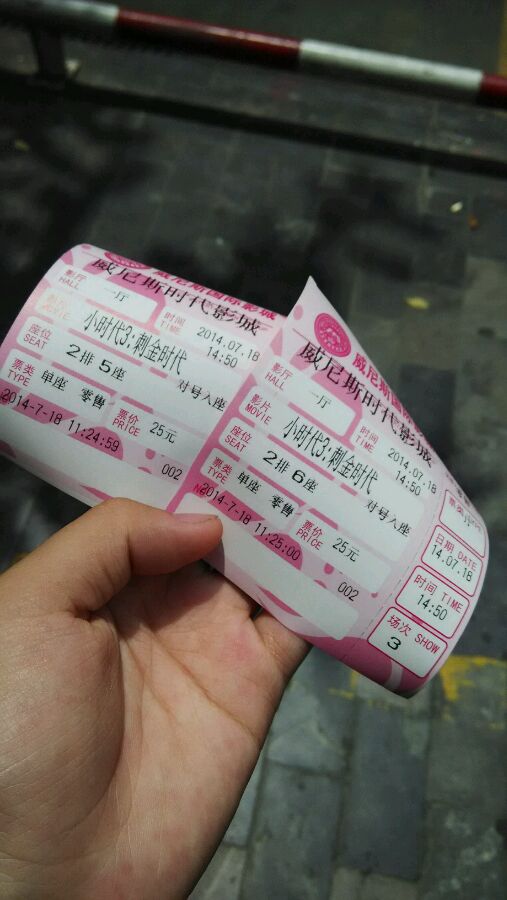 威尼斯国际影城
威尼斯时代影城
影厅
HALL
一厅
时间
TIME
2014.07.18
14:50
小时代3:刺金时代
座位
SEAT
2排5座
对号入座
票类
TYPE
单座 零售
票价
PRICE
25元
2014-7-18 11:24:59
002
威尼斯国际
威尼斯时代影城
影厅
HALL
一厅
时间
TIME
2014.07.18
14:50
影片
MOVIE
小时代3:刺金时代
座位
SEAT
2排6座
对号入座
票类
TYPE
单座 零售
票价
PRICE
25元
2014-7-18 11:25:00
002
日期 DATE
14.07.18
时间 TIME
14:50
场次 SHOW
3